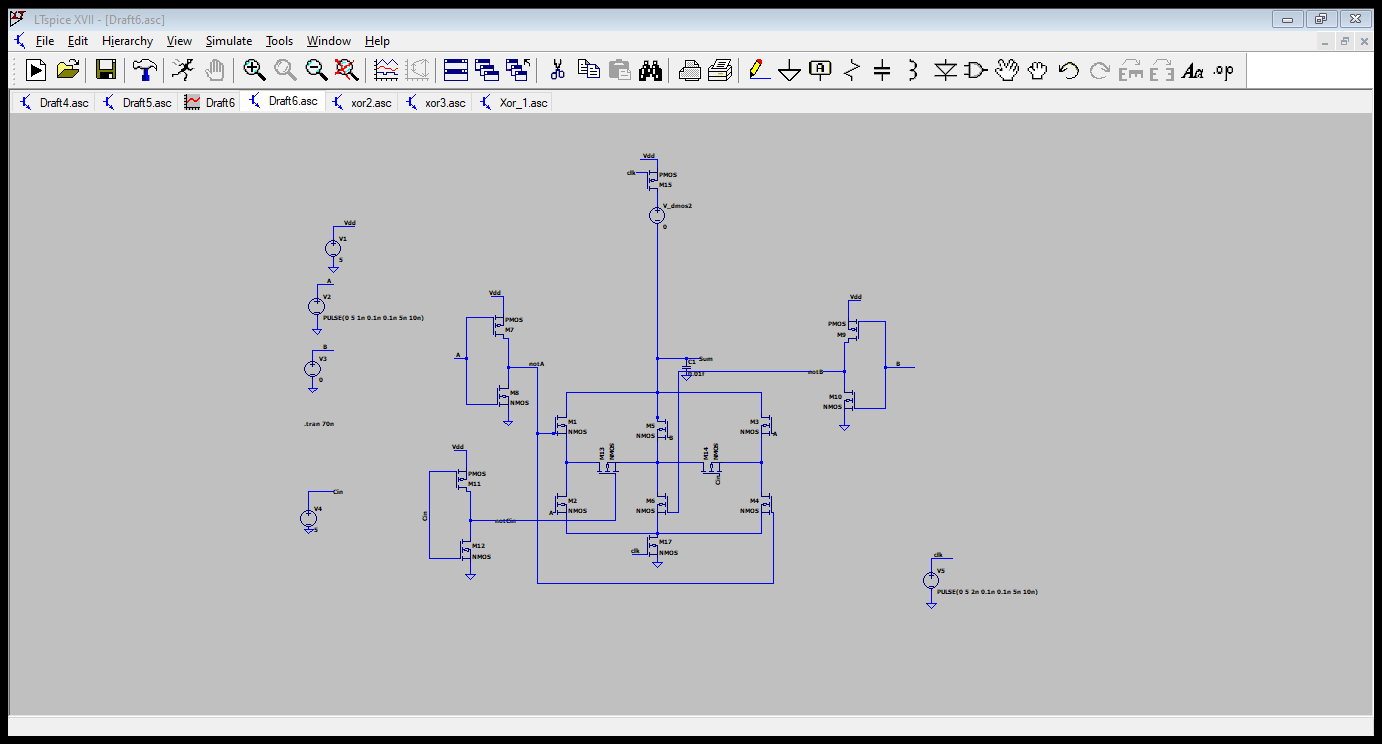 LTspice XVII - [Draft6.asc]
File Edit Hierarchy View Simulate Tools Window Help
Aa .op
Draft4.asc Draft5.asc Draft6 Draft6.asc xor2.asc xor3.asc Xor_1.asc
Vdd
clk
PMOS
M15
V_dmos2
0
Vdd
V1
5
A
V2
PULSE(0 5 1n 0.1n 0.1n 5n 10n)
B
V3
0
.tran 70n
Cin
V4
5
Vdd
PMOS
M7
A
notA
M8
NMOS
Vdd
PMOS
M11
Cin
notCin
M12
NMOS
Sum
C1
0.01f
notB
Vdd
PMOS
M9
B
M10
NMOS
M1
NMOS
M5
NMOS
B
M3
NMOS
A
M13
NMOS
M14
NMOS
Cin
M2
NMOS
A
M6
NMOS
M4
NMOS
M17
NMOS
clk
clk
V5
PULSE(0 5 2n 0.1n 0.1n 5n 10n)